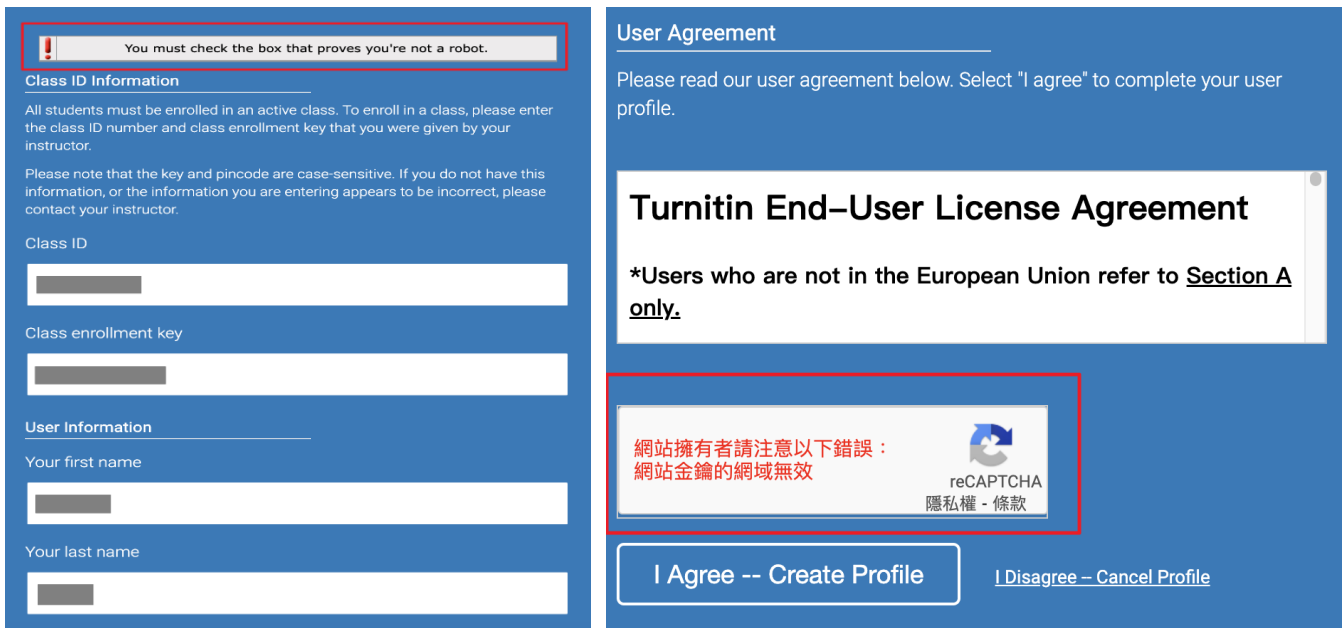 You must check the box that proves you're not a robot.
Class ID Information
All students must be enrolled in an active class. To enroll in a class, please enter
the class ID number and class enrollment key that you were given by your
instructor.
Please note that the key and pincode are case-sensitive. If you do not have this
information, or the information you are entering appears to be incorrect, please
contact your instructor.
Class ID
Class enrollment key
User Information
Your first name
Your last name
User Agreement
Please read our user agreement below. Select "I agree" to complete your user
profile.
Turnitin End–User License Agreement
*Users who are not in the European Union refer to Section A
only.
網站擁有者請注意以下錯誤：
網站金鑰的網域無效
reCAPTCHA
隱私權 - 條款
I Agree -- Create Profile
I Disagree – Cancel Profile